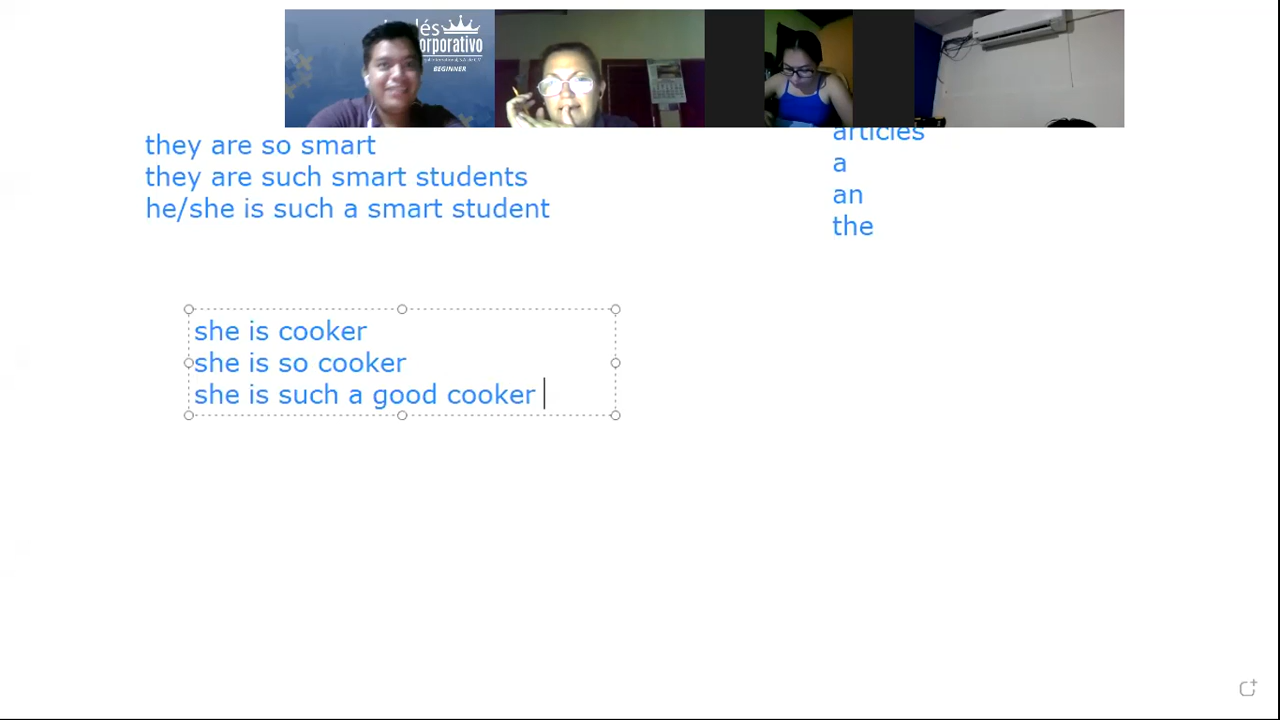 BEGINNER
they are so smart
they are such smart students
he/she is such a smart student
articles
a
an
the
she is cooker
she is so cooker
she is such a good cooker